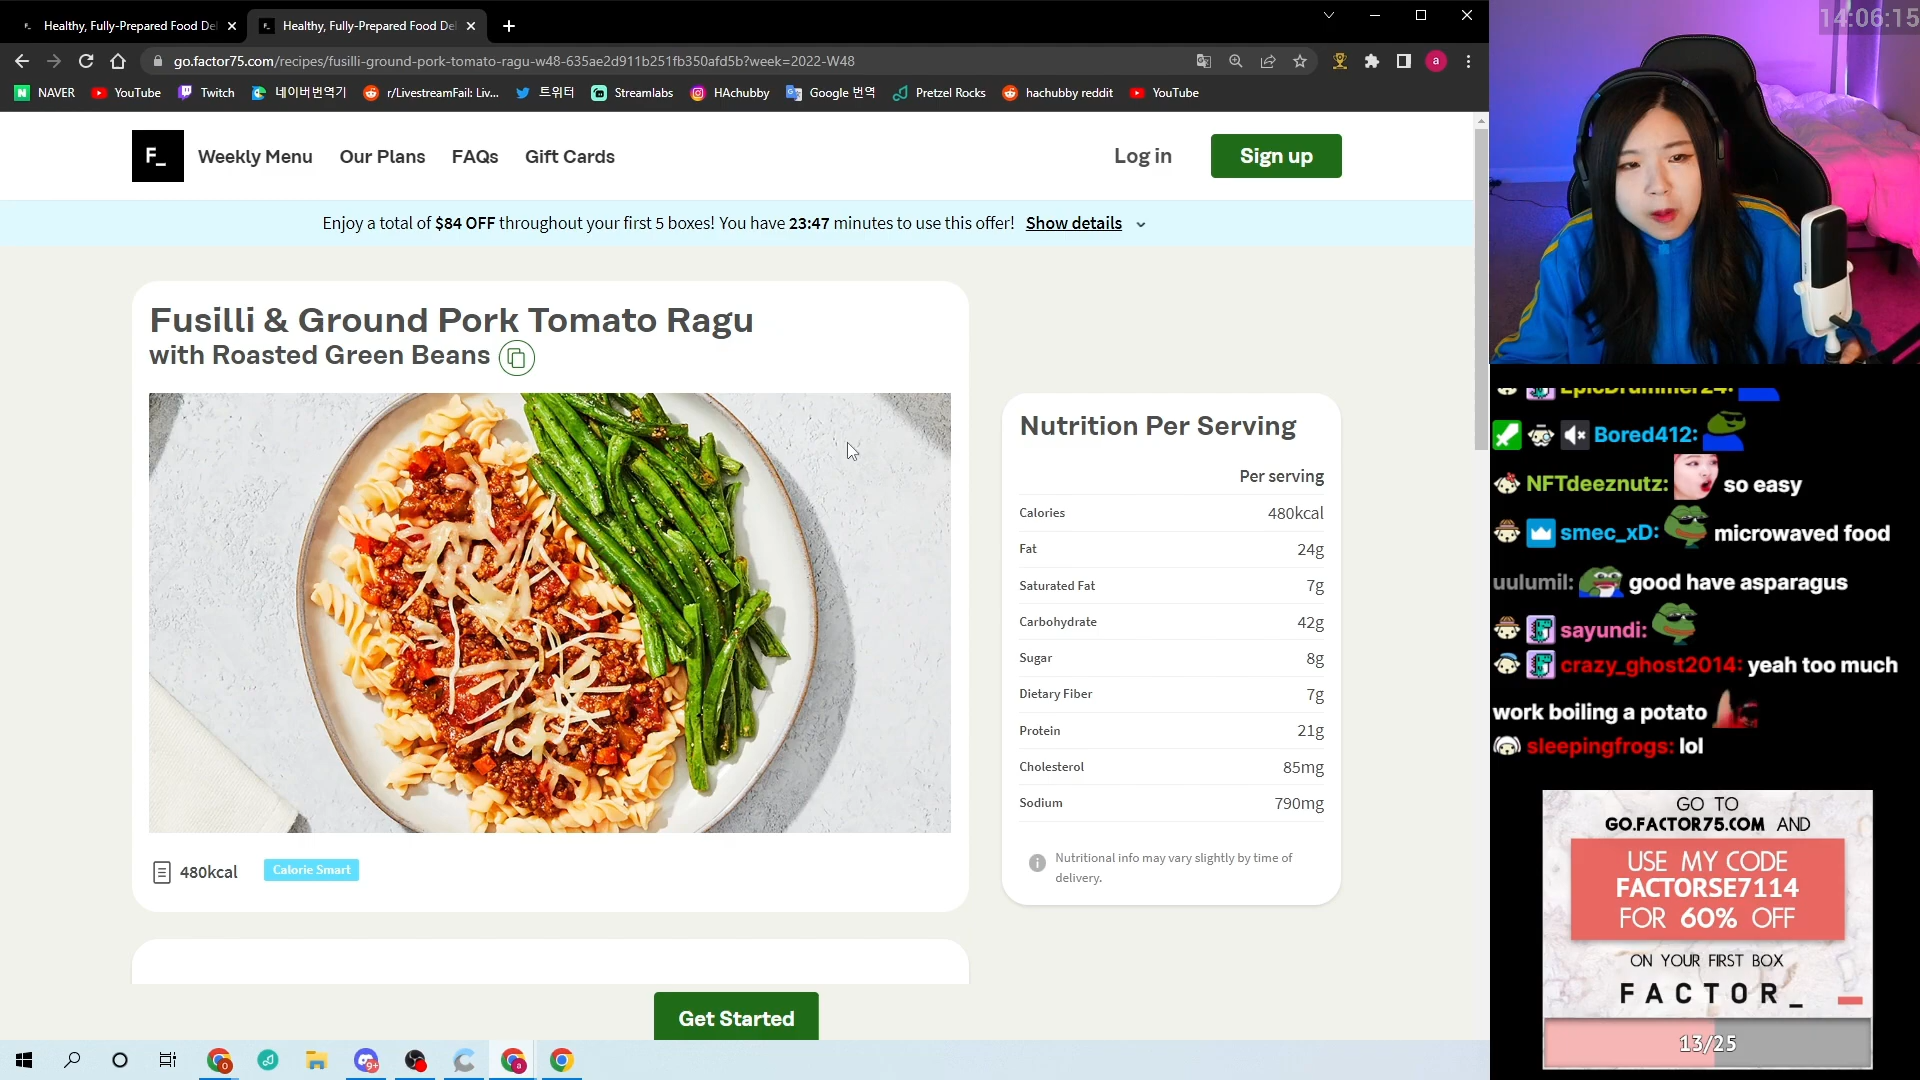 Healthy, Fully-Prepared Food Del
Healthy, Fully-Prepared Food Del
go.factor75.com/recipes/fusilli-ground-pork-tomato-ragu-w48-635ae2d911b251fb350afd5b?week=2022-W48
a
NAVER
YouTube
Twitch
네이버번역기
r/LivestreamFail: Liv...
트위터
Streamlabs
HAchubby
Google 번역
Pretzel Rocks
hachubby reddit
YouTube
F_
Weekly Menu
Our Plans
FAQs
Gift Cards
Log in
Sign up
Enjoy a total of $84 OFF throughout your first 5 boxes! You have 23:47 minutes to use this offer! Show details
Fusilli & Ground Pork Tomato Ragu
with Roasted Green Beans
480kcal
Calorie Smart
Nutrition Per Serving
Per serving
Calories 480kcal
Fat 24g
Saturated Fat 7g
Carbohydrate 42g
Sugar 8g
Dietary Fiber 7g
Protein 21g
Cholesterol 85mg
Sodium 790mg
Nutritional info may vary slightly by time of
delivery.
Get Started
14:06:15
EpicDrummer24:
Bored412:
NFTdeeznutz: so easy
smec_xD: microwaved food
uulumil: good have asparagus
sayundi:
crazy_ghost2014: yeah too much
work boiling a potato
sleepingfrogs: lol
GO TO
GO.FACTOR75.COM AND
USE MY CODE
FACTORSE7114
FOR 60% OFF
ON YOUR FIRST BOX
FACTOR_
13/25
9+